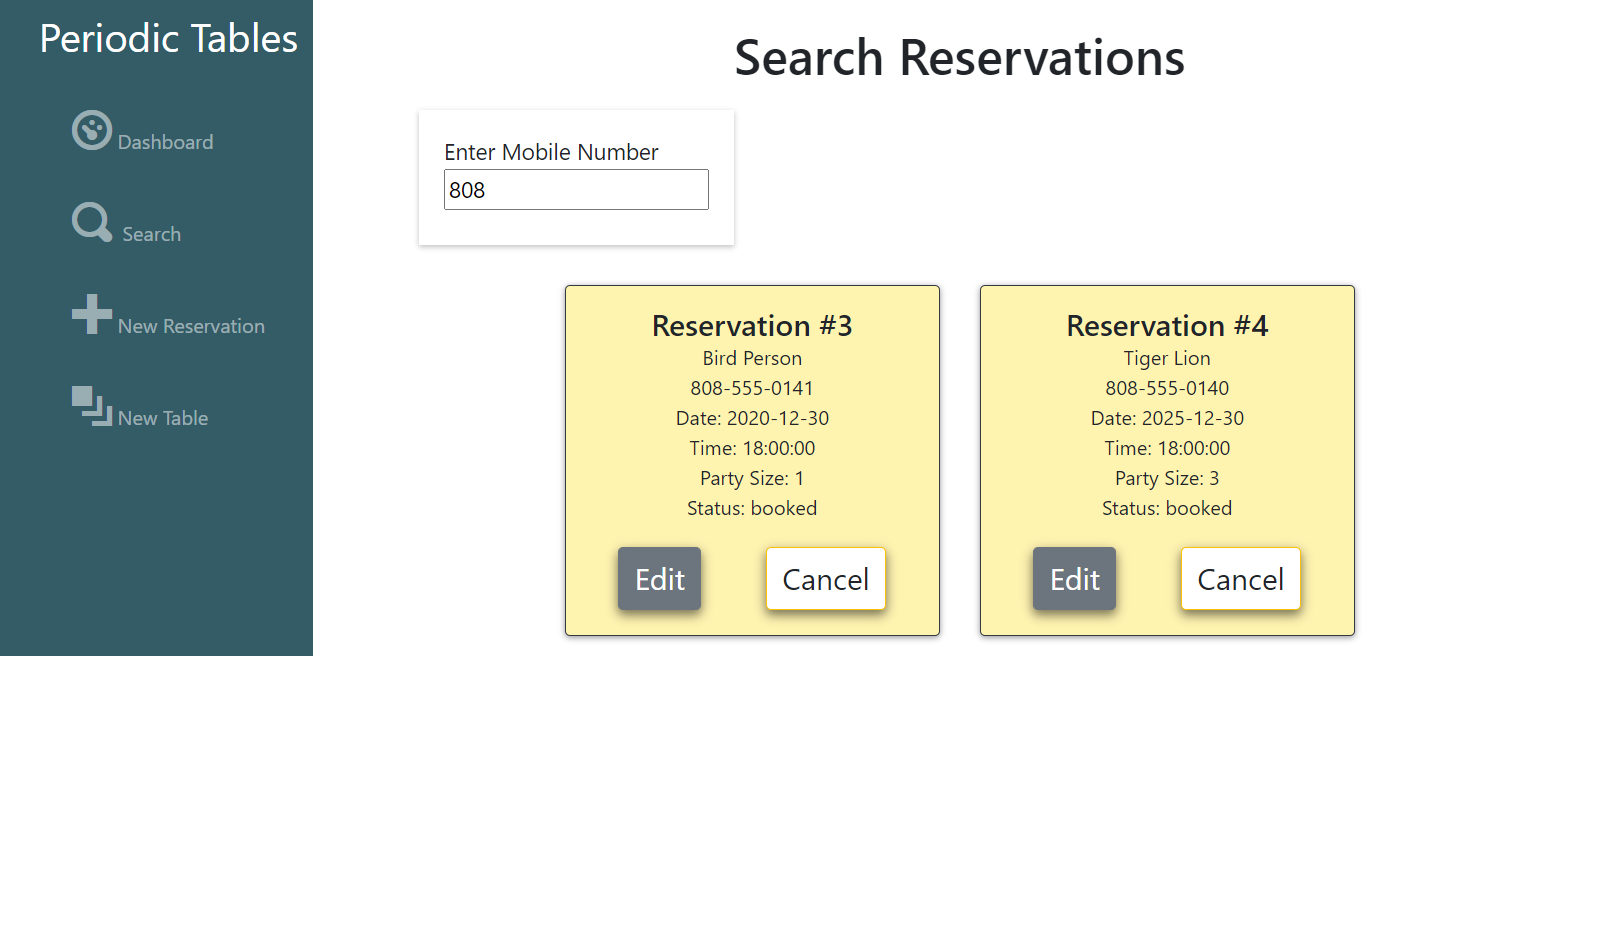 Periodic Tables
Dashboard
Search
New Reservation
New Table
Search Reservations
Enter Mobile Number
808
Reservation #3
Bird Person
808-555-0141
Date: 2020-12-30
Time: 18:00:00
Party Size: 1
Status: booked
Edit Cancel
Reservation #4
Tiger Lion
808-555-0140
Date: 2025-12-30
Time: 18:00:00
Party Size: 3
Status: booked
Edit Cancel